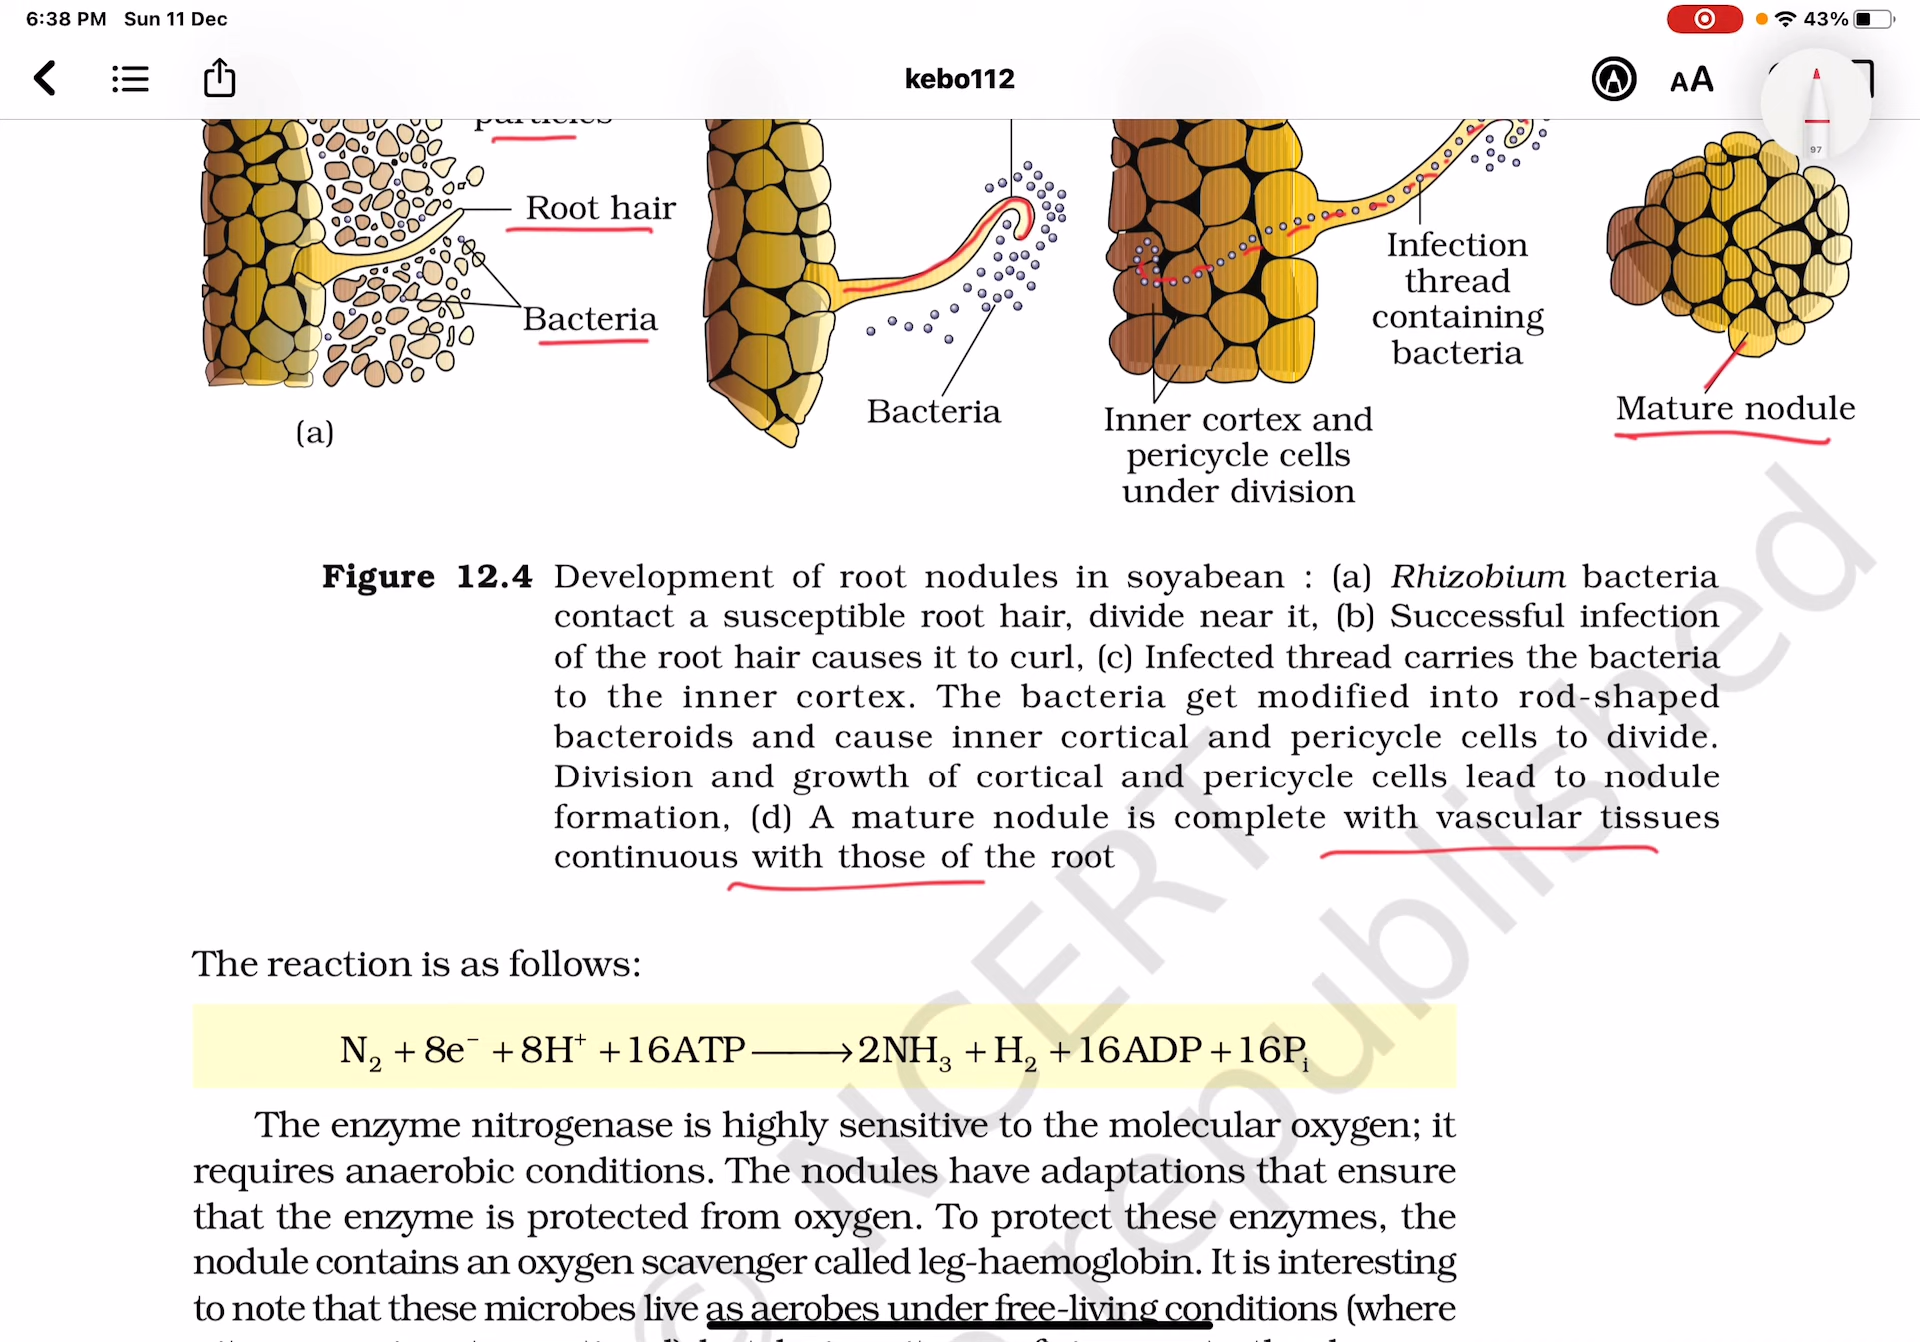 6:38 PM Sun 11 Dec
43%
kebo112
AA
97
particles
Root hair
Bacteria
(a)
Bacteria
Infection
thread
containing
bacteria
Inner cortex and
pericycle cells
under division
Mature nodule
Figure 12.4 Development of root nodules in soyabean : (a) Rhizobium bacteria
contact a susceptible root hair, divide near it, (b) Successful infection
of the root hair causes it to curl, (c) Infected thread carries the bacteria
to the inner cortex. The bacteria get modified into rod-shaped
bacteroids and cause inner cortical and pericycle cells to divide.
Division and growth of cortical and pericycle cells lead to nodule
formation, (d) A mature nodule is complete with vascular tissues
continuous with those of the root
The reaction is as follows:
N₂ + 8e⁻ + 8H⁺ + 16ATP ⟶ 2NH₃ + H₂ + 16ADP + 16Pᵢ
The enzyme nitrogenase is highly sensitive to the molecular oxygen; it
requires anaerobic conditions. The nodules have adaptations that ensure
that the enzyme is protected from oxygen. To protect these enzymes, the
nodule contains an oxygen scavenger called leg-haemoglobin. It is interesting
to note that these microbes live as aerobes under free-living conditions (where
© NCERT
republished